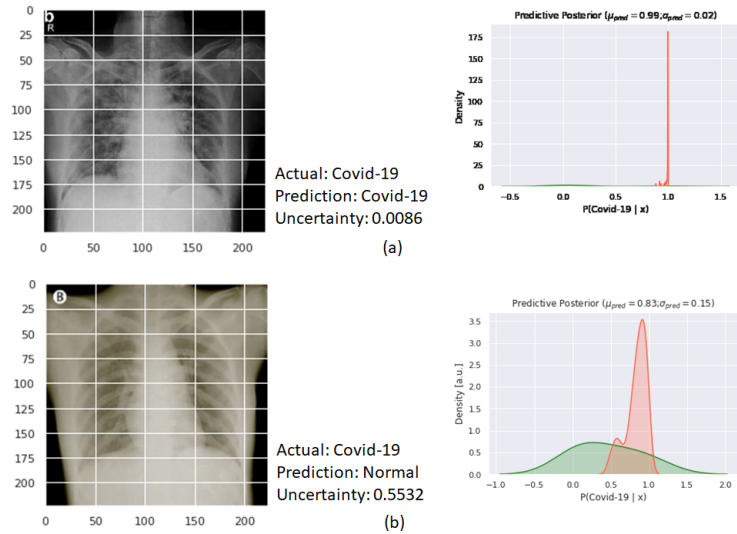 b
R
0
25
50
75
100
125
150
175
200
0 50 100 150 200
Actual: Covid-19
Prediction: Covid-19
Uncertainty: 0.0086
Predictive Posterior (μpred = 0.99;σpred = 0.02)
Density
175
150
125
100
75
50
25
0
−0.5 0.0 0.5 1.0 1.5
P(Covid-19 | x)
(a)
B
0
25
50
75
100
125
150
175
200
0 50 100 150 200
Actual: Covid-19
Prediction: Normal
Uncertainty: 0.5532
Predictive Posterior (μpred = 0.83;σpred = 0.15)
Density [a.u.]
3.5
3.0
2.5
2.0
1.5
1.0
0.5
0.0
−1.0 −0.5 0.0 0.5 1.0 1.5 2.0
P(Covid-19 | x)
(b)